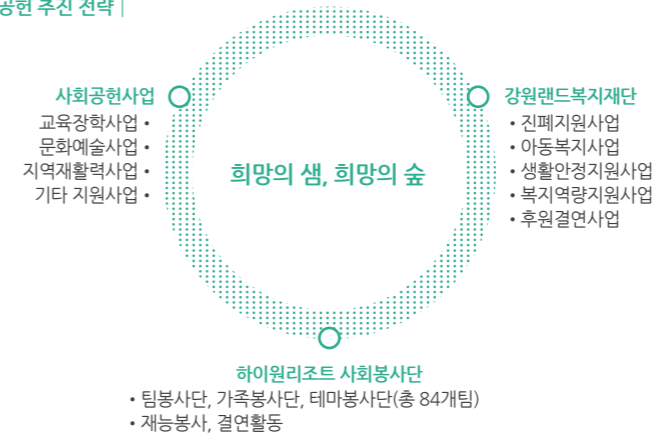 공헌 추진 전략 |
사회공헌사업
교육장학사업 •
문화예술사업 •
지역재활력사업 •
기타 지원사업 •
희망의 샘, 희망의 숲
강원랜드복지재단
• 진폐지원사업
• 아동복지사업
• 생활안정지원사업
• 복지역량지원사업
• 후원결연사업
하이원리조트 사회봉사단
• 팀봉사단, 가족봉사단, 테마봉사단(총 84개팀)
• 재능봉사, 결연활동